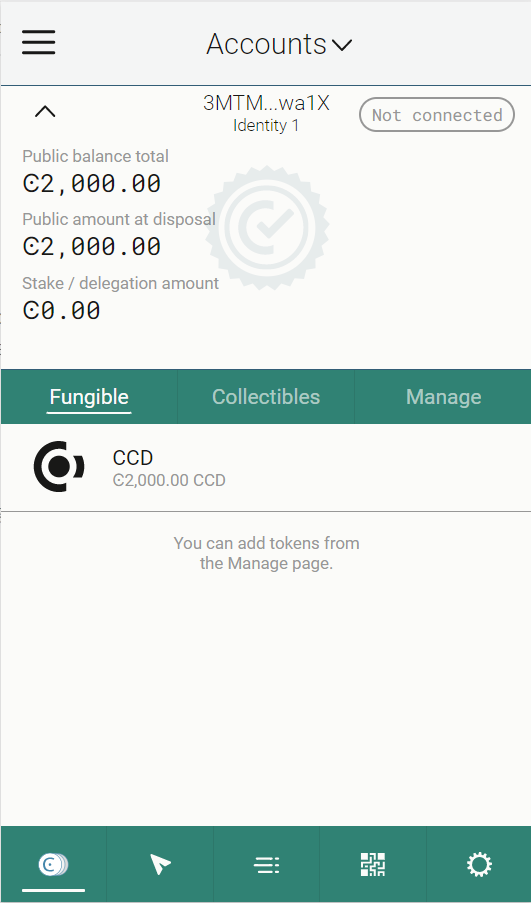 Accounts
3MTM...wa1X
Identity 1
Not connected
Public balance total
Ͼ2,000.00
Public amount at disposal
Ͼ2,000.00
Stake / delegation amount
Ͼ0.00
Fungible
Collectibles
Manage
CCD
Ͼ2,000.00 CCD
You can add tokens from
the Manage page.